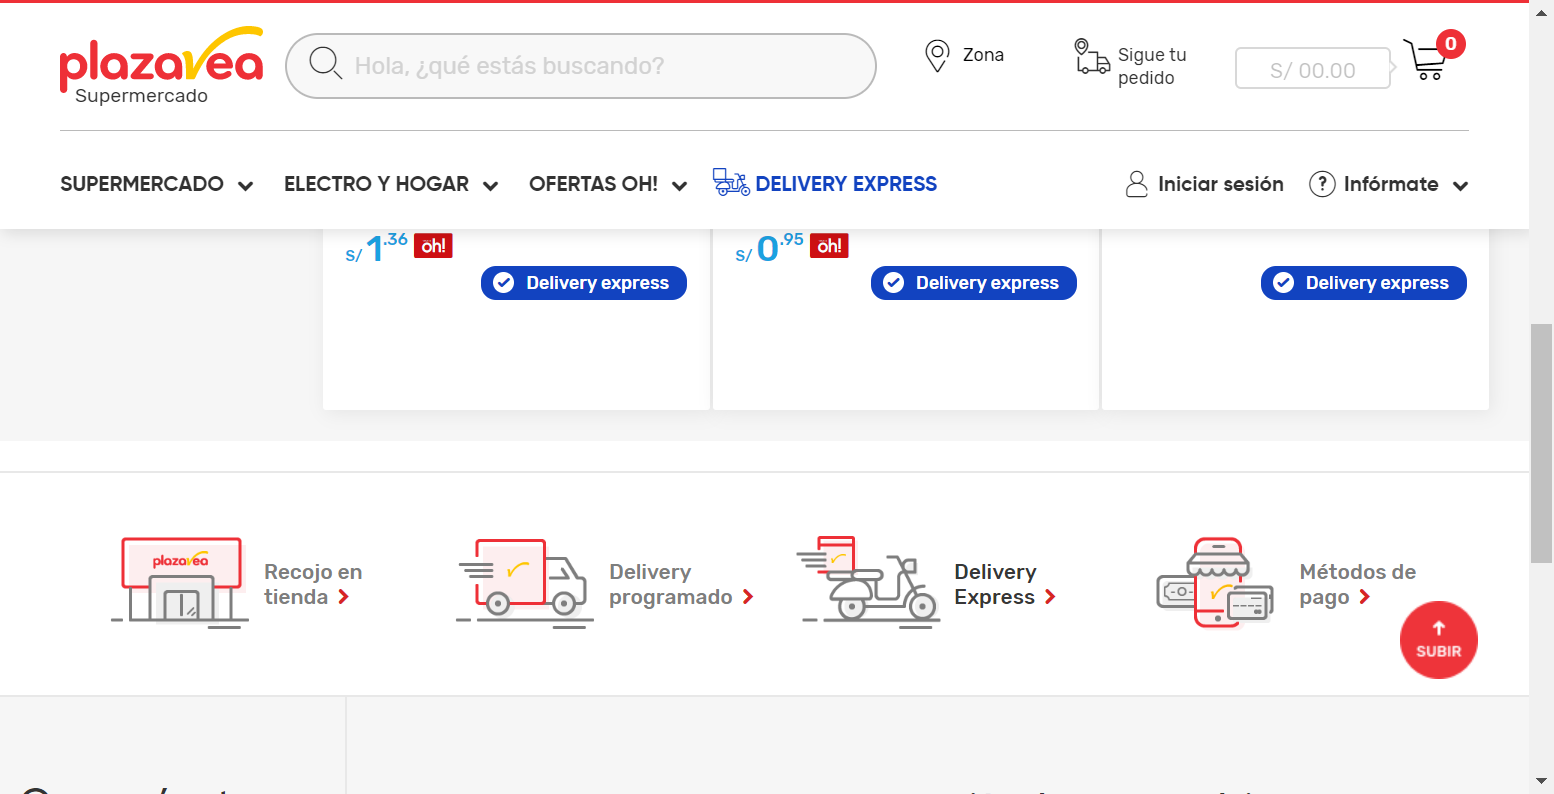 plazavea
Supermercado
Hola, ¿qué estás buscando?
Zona
Sigue tu
pedido
S/ 00.00
0
SUPERMERCADO
ELECTRO Y HOGAR
OFERTAS OH!
DELIVERY EXPRESS
Iniciar sesión
? Infórmate
S/ 1.36 oh!
S/ 0.95 oh!
Delivery express
Delivery express
Delivery express
plazavea
Recojo en
tienda
Delivery
programado
Delivery
Express
Métodos de
pago
SUBIR